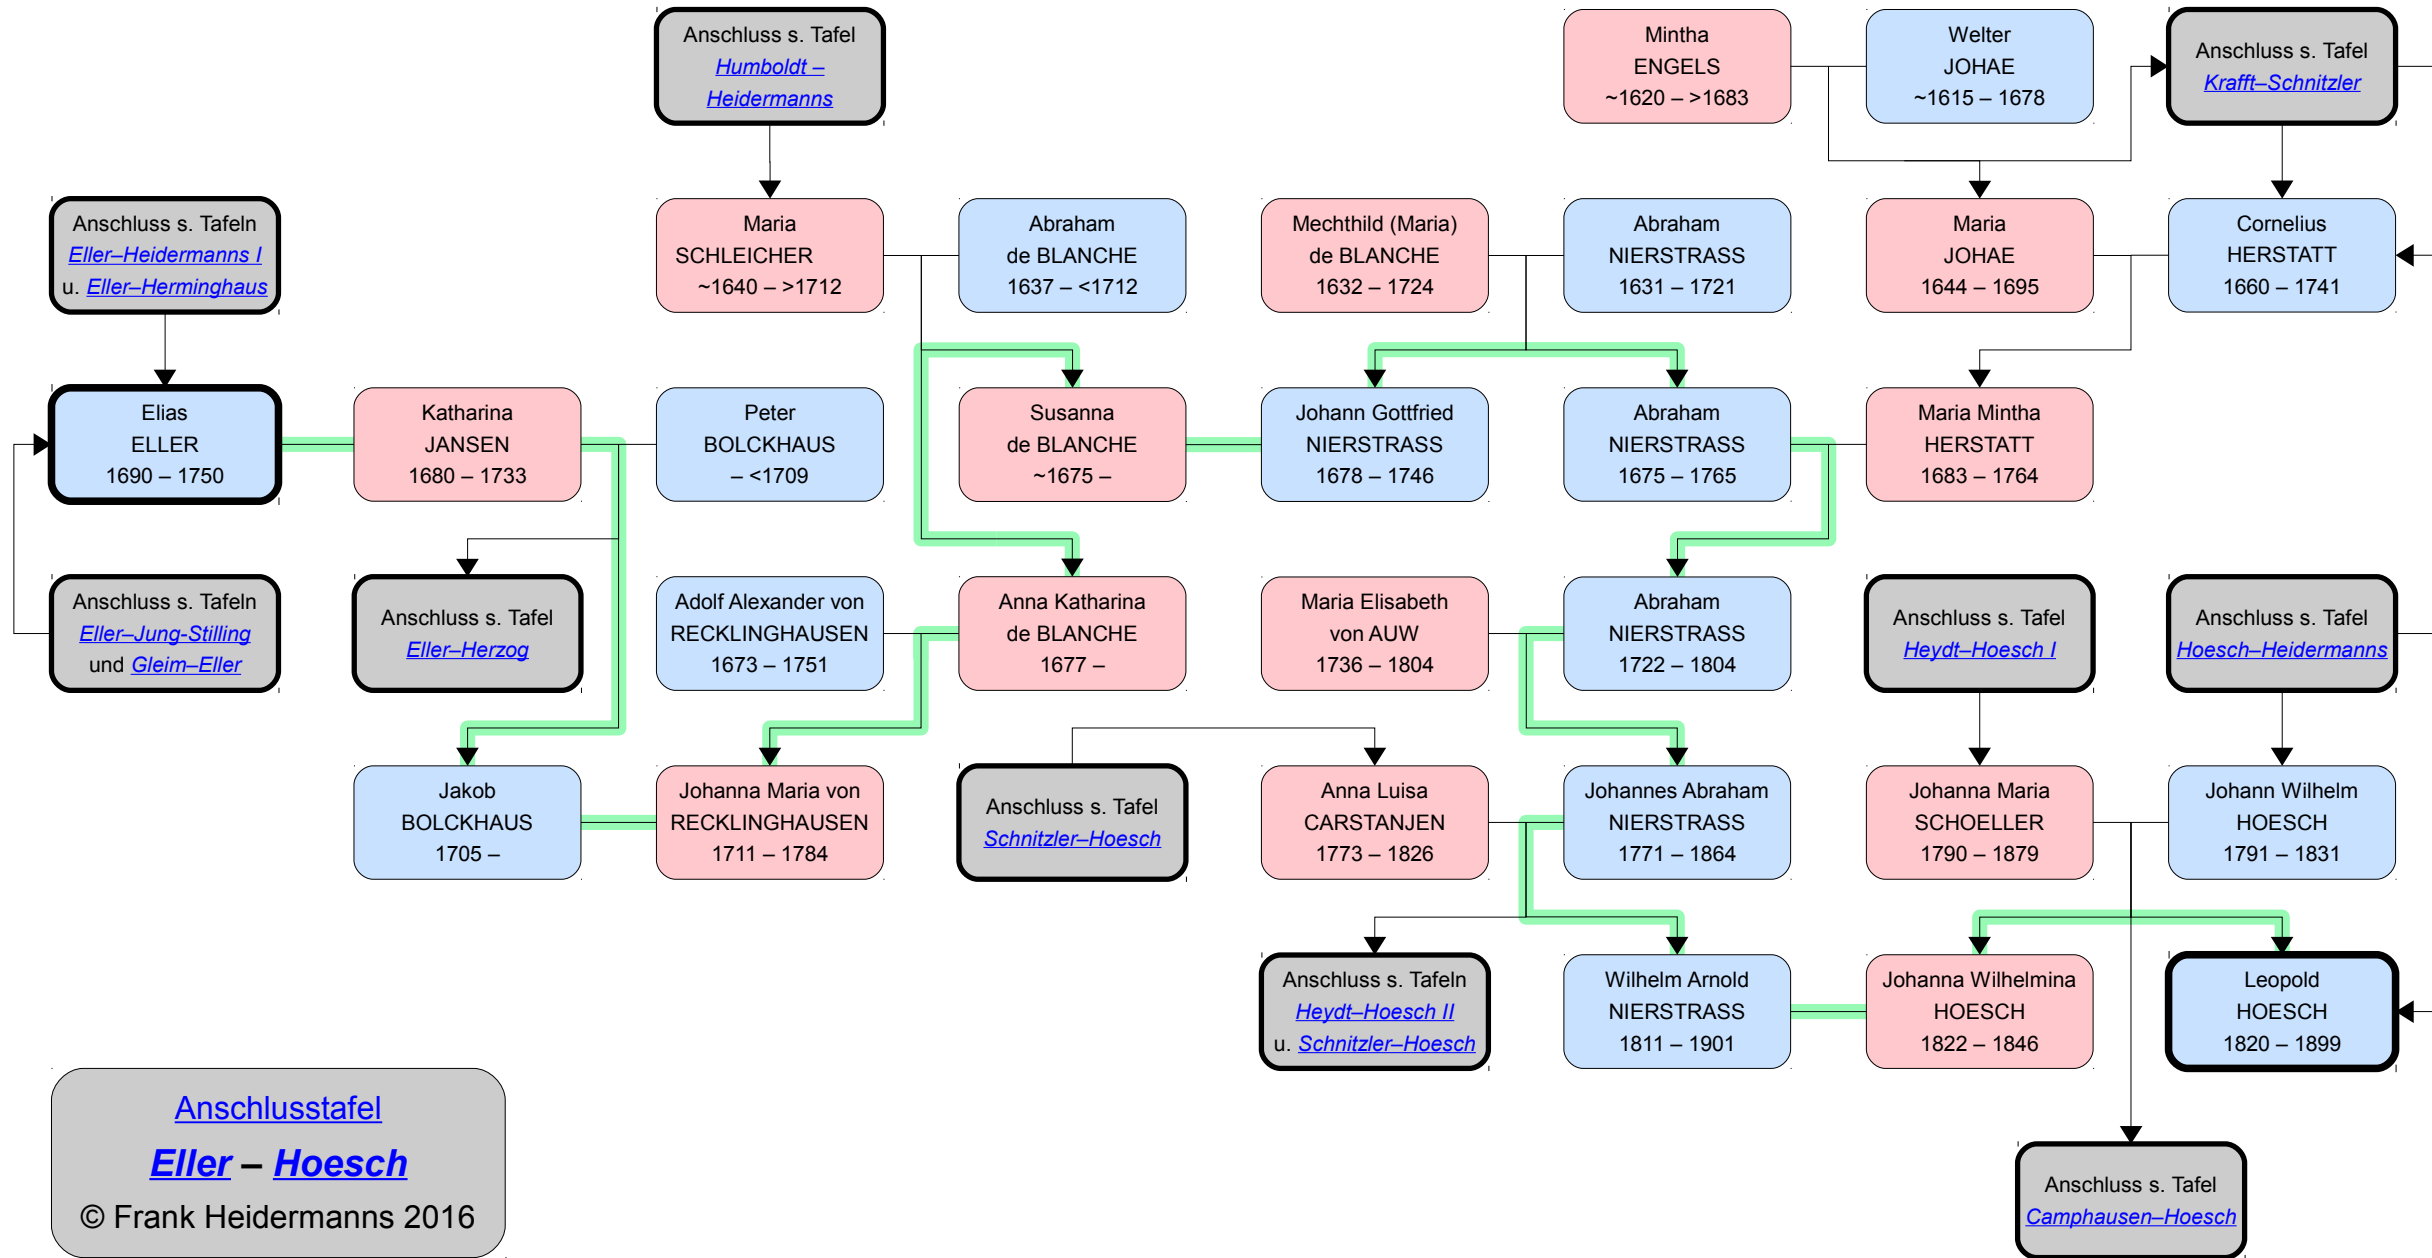 Anschluss s. Tafel
Humboldt –
Heidermanns
Mintha
ENGELS
~1620 – >1683
Welter
JOHAE
~1615 – 1678
Anschluss s. Tafel
Krafft–Schnitzler
Anschluss s. Tafeln
Eller–Heidermanns I
u. Eller–Herminghaus
Maria
SCHLEICHER
~1640 – >1712
Abraham
de BLANCHE
1637 – <1712
Mechthild (Maria)
de BLANCHE
1632 – 1724
Abraham
NIERSTRASS
1631 – 1721
Maria
JOHAE
1644 – 1695
Cornelius
HERSTATT
1660 – 1741
Elias
ELLER
1690 – 1750
Katharina
JANSEN
1680 – 1733
Peter
BOLCKHAUS
– <1709
Susanna
de BLANCHE
~1675 –
Johann Gottfried
NIERSTRASS
1678 – 1746
Abraham
NIERSTRASS
1675 – 1765
Maria Mintha
HERSTATT
1683 – 1764
Anschluss s. Tafeln
Eller–Jung-Stilling
und Gleim–Eller
Anschluss s. Tafel
Eller–Herzog
Adolf Alexander von
RECKLINGHAUSEN
1673 – 1751
Anna Katharina
de BLANCHE
1677 –
Maria Elisabeth
von AUW
1736 – 1804
Abraham
NIERSTRASS
1722 – 1804
Anschluss s. Tafel
Heydt–Hoesch I
Anschluss s. Tafel
Hoesch–Heidermanns
Jakob
BOLCKHAUS
1705 –
Johanna Maria von
RECKLINGHAUSEN
1711 – 1784
Anschluss s. Tafel
Schnitzler–Hoesch
Anna Luisa
CARSTANJEN
1773 – 1826
Johannes Abraham
NIERSTRASS
1771 – 1864
Johanna Maria
SCHOELLER
1790 – 1879
Johann Wilhelm
HOESCH
1791 – 1831
Anschluss s. Tafeln
Heydt–Hoesch II
u. Schnitzler–Hoesch
Wilhelm Arnold
NIERSTRASS
1811 – 1901
Johanna Wilhelmina
HOESCH
1822 – 1846
Leopold
HOESCH
1820 – 1899
Anschlusstafel
Eller – Hoesch
© Frank Heidermanns 2016
Anschluss s. Tafel
Camphausen–Hoesch